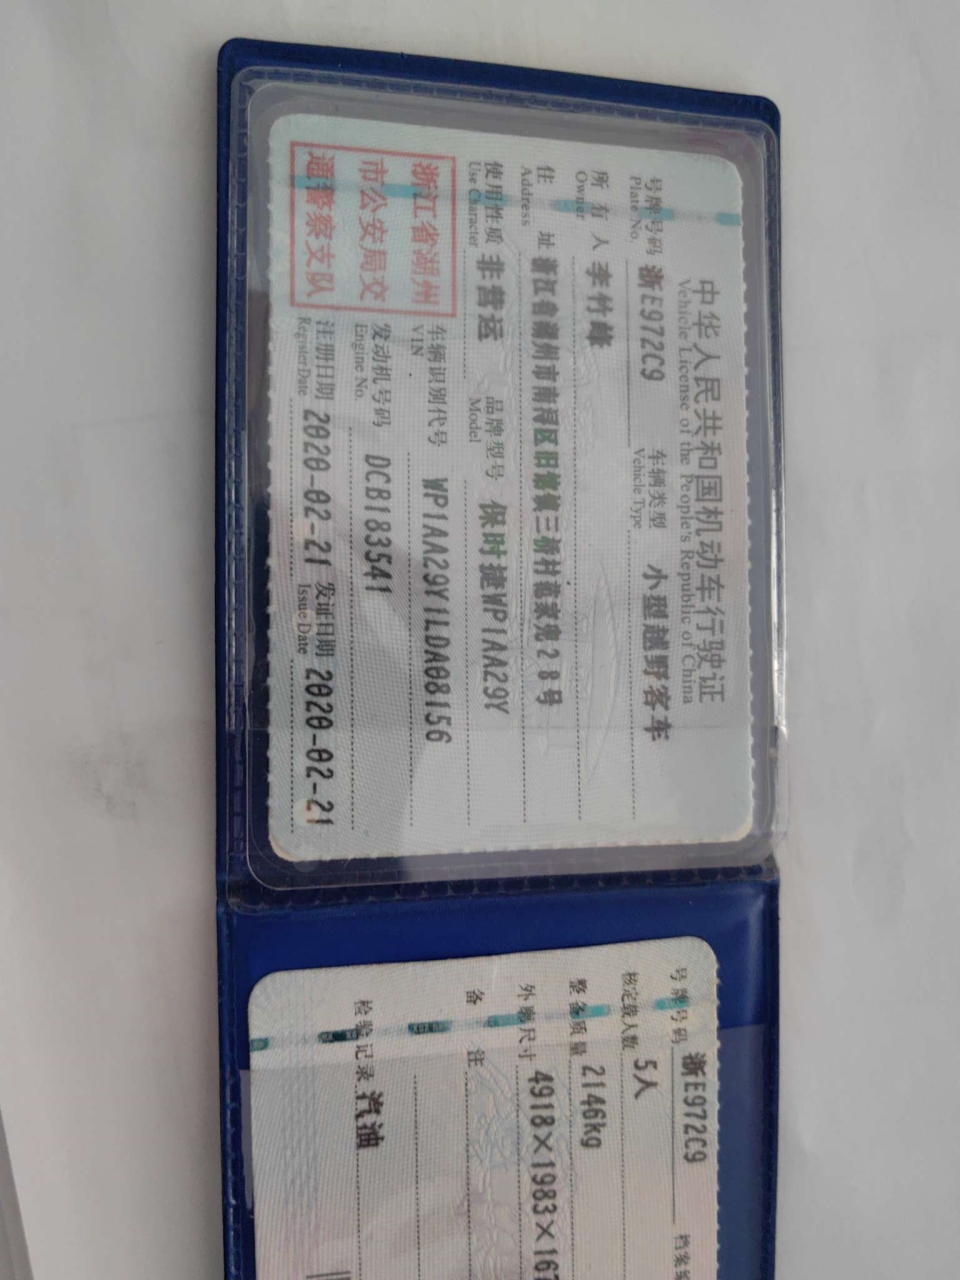 中华人民共和国机动车行驶证
Vehicle License of the People's Republic of China
号牌号码 浙E972C9 车辆类型 小型越野客车
Plate No. Vehicle Type
所有人 李竹峰
Owner
住址 浙江省湖州市南浔区旧馆镇三桥村范家兜28号
Address
使用性质 非营运 品牌型号 保时捷WP1AA29Y
Use Character Model
浙江省湖州
市公安局交
通警察支队
车辆识别代号 WP1AA29Y1LDA08156
VIN
发动机号码 DCB183541
Engine No.
注册日期 2020-02-21 发证日期 2020-02-21
Register Date Issue Date
号牌号码 浙E972C9 档案编
核定载人数 5人
整备质量 2146kg
外廓尺寸 4918×1983×167
备注
检验记录 汽油